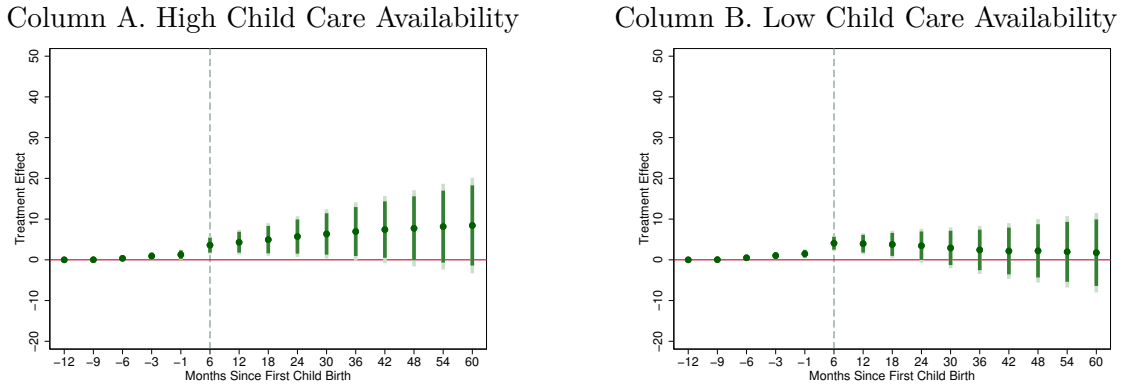 Column A. High Child Care Availability
Treatment Effect
50
40
30
20
10
0
−10
−20
−12 −9 −6 −3 −1 6 12 18 24 30 36 42 48 54 60
Months Since First Child Birth
Column B. Low Child Care Availability
Treatment Effect
50
40
30
20
10
0
−10
−20
−12 −9 −6 −3 −1 6 12 18 24 30 36 42 48 54 60
Months Since First Child Birth